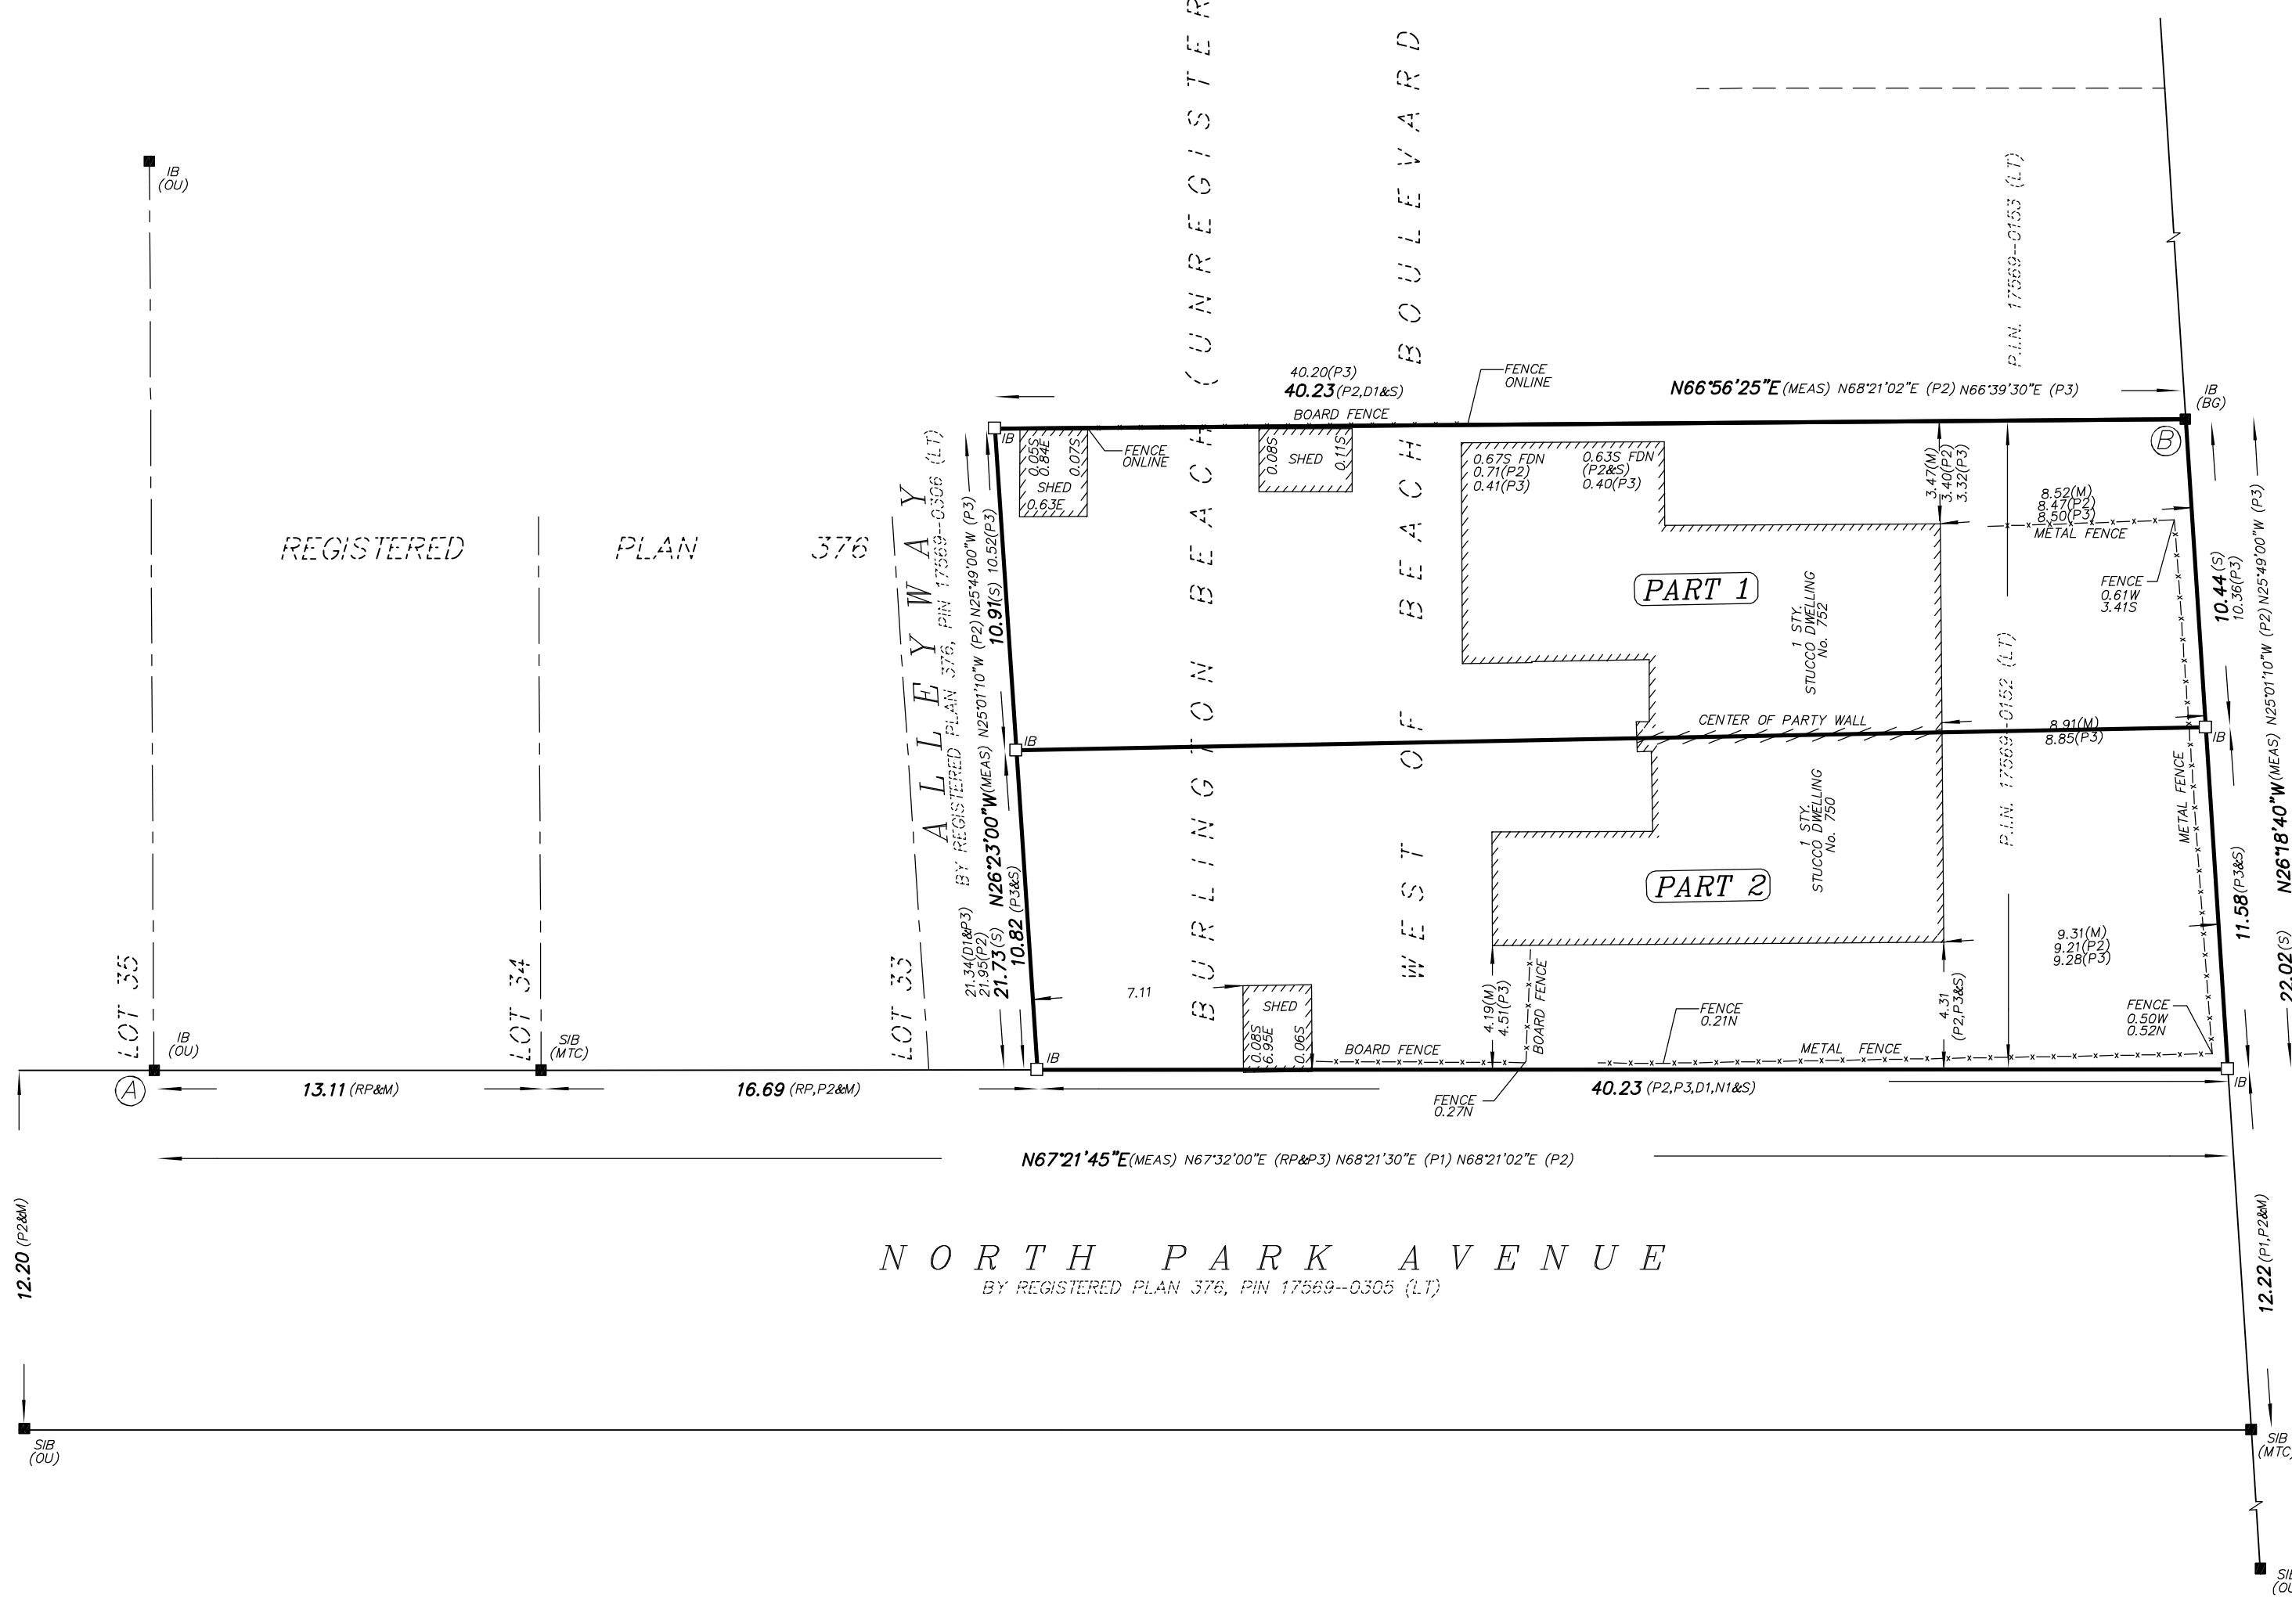 IB
(OU)
BURLINGTON BEACH (UNREGISTER
WEST OF BEACH BOULEVARD
P.I.N. 17569-0153 (LT)
40.20(P3)
40.23(P2,D1&S)
FENCE
ONLINE
N66°56'25"E(MEAS) N68°21'02"E (P2) N66°39'30"E (P3)
IB
(BG)
B
BOARD FENCE
IB
FENCE
ONLINE
0.05S
0.84E
0.07S
SHED
0.63E
0.08S
SHED
0.11S
0.67S FDN
0.71(P2)
0.41(P3)
0.63S FDN
(P2&S)
0.40(P3)
3.47(M)
3.40(P2)
3.32(P3)
8.52(M)
8.47(P2)
8.50(P3)
METAL FENCE
FENCE
0.61W
3.41S
10.44(S)
10.36(P3)
REGISTERED PLAN 376
ALLEYWAY
BY REGISTERED PLAN 376, PIN 17569-0306 (LT)
N26°23'00"W(MEAS) N25°01'10"W (P2) N25°49'00"W (P3)
10.91(S) 10.52(P3)
PART 1
1 STY.
STUCCO DWELLING
No. 752
P.I.N. 17569-0152 (LT)
CENTER OF PARTY WALL
8.91(M)
8.85(P3)
IB
IB
METAL FENCE
N26°18'40"W(MEAS) N25°01'10"W (P2) N25°49'00"W (P3)
22.02(S)
11.58(P3&S)
1 STY.
STUCCO DWELLING
No. 750
PART 2
21.34(D1&P3)
21.95(P2)
21.73(S)
10.82 (P3&S)
9.31(M)
9.21(P2)
9.28(P3)
LOT 35
LOT 34
LOT 33
7.11
SHED
0.08S
6.95E
0.06S
4.19(M)
4.51(P3)
BOARD FENCE
BOARD FENCE
FENCE
0.21N
METAL FENCE
4.31
(P2,P3&S)
FENCE
0.50W
0.52N
IB
(OU)
SIB
(MTC)
IB
IB
A
13.11 (RP&M)
16.69 (RP,P2&M)
FENCE
0.27N
40.23 (P2,P3,D1,N1&S)
N67°21'45"E(MEAS) N67°32'00"E (RP&P3) N68°21'30"E (P1) N68°21'02"E (P2)
12.20 (P2&M)
12.22 (P1,P2&M)
NORTH PARK AVENUE
BY REGISTERED PLAN 376, PIN 17569--0305 (LT)
SIB
(OU)
SIB
(MTC)